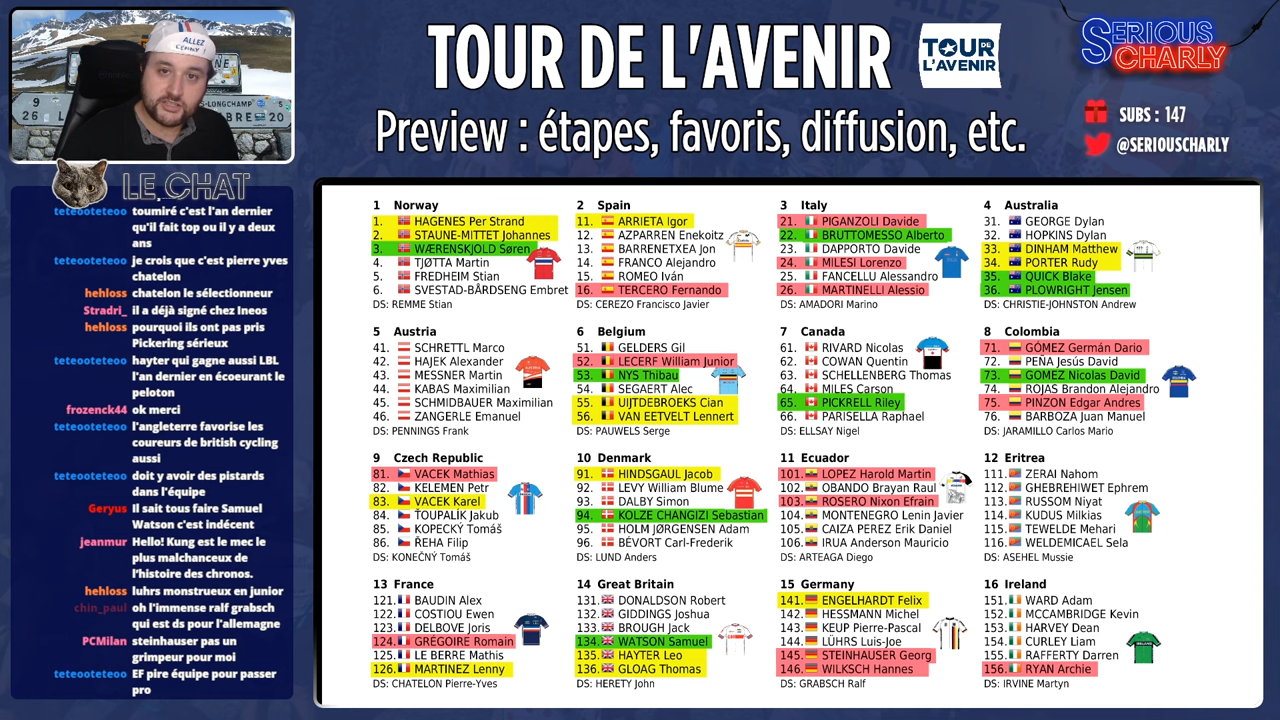 TOUR DE L'AVENIR
TOUR DE L'AVENIR
SERIOUS CHARLY
Preview : étapes, favoris, diffusion, etc.
SUBS : 147
@SERIOUSCHARLY
ALLEZ
LENNY
9
26
-LONGCHAMP
BRE 20
LE CHAT
teteooteteoo toumiré c'est l'an dernier
qu'il fait top ou il y a deux
ans
teteooteteoo je crois que c'est pierre yves
chatelon
hehloss chatelon le sélectionneur
Stradri_ il a déjà signé chez Ineos
hehloss pourquoi ils ont pas pris
Pickering sérieux
teteooteteoo hayter qui gagne aussi LBL
l'an dernier en écoeurant le
peloton
frozenck44 ok merci
teteooteteoo l'angleterre favorise les
coureurs de british cycling
aussi
teteooteteoo doit y avoir des pistards
dans l'équipe
Geryus Il sait tous faire Samuel
Watson c'est indécent
jeanmur Hello! Kung est le mec le
plus malchanceux de
l'histoire des chronos.
hehloss luhrs monstrueux en junior
chin_paul oh l'immense ralf grabsch
qui est ds pour l'allemagne
PCMilan steinhauser pas un
grimpeur pour moi
teteooteteoo EF pire équipe pour passer
pro
1 Norway
1. HAGENES Per Strand
2. STAUNE-MITTET Johannes
3. WÆRENSKJOLD Søren
4. TJØTTA Martin
5. FREDHEIM Stian
6. SVESTAD-BÅRDSENG Embret
DS: REMME Stian
2 Spain
11. ARRIETA Igor
12. AZPARREN Enekoitz
13. BARRENETXEA Jon
14. FRANCO Alejandro
15. ROMEO Iván
16. TERCERO Fernando
DS: CEREZO Francisco Javier
3 Italy
21. PIGANZOLI Davide
22. BRUTTOMESSO Alberto
23. DAPPORTO Davide
24. MILESI Lorenzo
25. FANCELLU Alessandro
26. MARTINELLI Alessio
DS: AMADORI Marino
4 Australia
31. GEORGE Dylan
32. HOPKINS Dylan
33. DINHAM Matthew
34. PORTER Rudy
35. QUICK Blake
36. PLOWRIGHT Jensen
DS: CHRISTIE-JOHNSTON Andrew
5 Austria
41. SCHRETTL Marco
42. HAJEK Alexander
43. MESSNER Martin
44. KABAS Maximilian
45. SCHMIDBAUER Maximilian
46. ZANGERLE Emanuel
DS: PENNINGS Frank
6 Belgium
51. GELDERS Gil
52. LECERF William Junior
53. NYS Thibau
54. SEGAERT Alec
55. UIJTDEBROEKS Cian
56. VAN EETVELT Lennert
DS: PAUWELS Serge
7 Canada
61. RIVARD Nicolas
62. COWAN Quentin
63. SCHELLENBERG Thomas
64. MILES Carson
65. PICKRELL Riley
66. PARISELLA Raphael
DS: ELLSAY Nigel
8 Colombia
71. GÓMEZ Germán Dario
72. PEÑA Jesús David
73. GÓMEZ Nicolas David
74. ROJAS Brandon Alejandro
75. PINZON Edgar Andres
76. BARBOZA Juan Manuel
DS: JARAMILLO Carlos Mario
9 Czech Republic
81. VACEK Mathias
82. KELEMEN Petr
83. VACEK Karel
84. ŤOUPALÍK Jakub
85. KOPECKÝ Tomáš
86. ŘEHA Filip
DS: KONEČNÝ Tomáš
10 Denmark
91. HINDSGAUL Jacob
92. LEVY William Blume
93. DALBY Simon
94. KOLZE CHANGIZI Sebastian
95. HOLM JØRGENSEN Adam
96. BÉVORT Carl-Frederik
DS: LUND Anders
11 Ecuador
101. LOPEZ Harold Martin
102. OBANDO Brayan Raul
103. ROSERO Nixon Efrain
104. MONTENEGRO Lenin Javier
105. CAIZA PEREZ Erik Daniel
106. IRUA Anderson Mauricio
DS: ARTEAGA Diego
12 Eritrea
111. ZERAI Nahom
112. GHEBREHIWET Ephrem
113. RUSSOM Niyat
114. KUDUS Milkias
115. TEWELDE Mehari
116. WELDEMICAEL Sela
DS: ASEHEL Mussie
13 France
121. BAUDIN Alex
122. COSTIOU Ewen
123. DELBOVE Joris
124. GRÉGOIRE Romain
125. LE BERRE Mathis
126. MARTINEZ Lenny
DS: CHATELON Pierre-Yves
14 Great Britain
131. DONALDSON Robert
132. GIDDINGS Joshua
133. BROUGH Jack
134. WATSON Samuel
135. HAYTER Leo
136. GLOAG Thomas
DS: HERETY John
15 Germany
141. ENGELHARDT Felix
142. HESSMANN Michel
143. KEUP Pierre-Pascal
144. LÜHRS Luis-Joe
145. STEINHAUSER Georg
146. WILKSCH Hannes
DS: GRABSCH Ralf
16 Ireland
151. WARD Adam
152. MCCAMBRIDGE Kevin
153. HARVEY Dean
154. CURLEY Liam
155. RAFFERTY Darren
156. RYAN Archie
DS: IRVINE Martyn